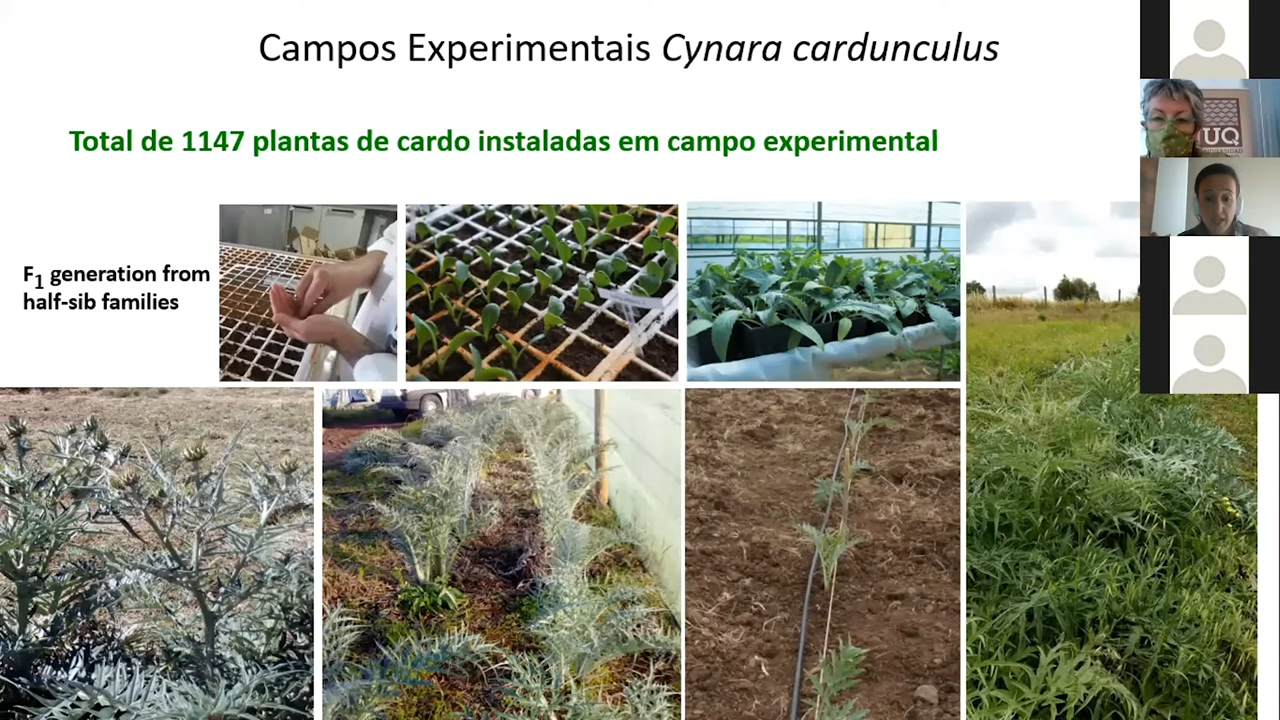 Campos Experimentais Cynara cardunculus
Total de 1147 plantas de cardo instaladas em campo experimental
F1 generation from
half-sib families
UQ